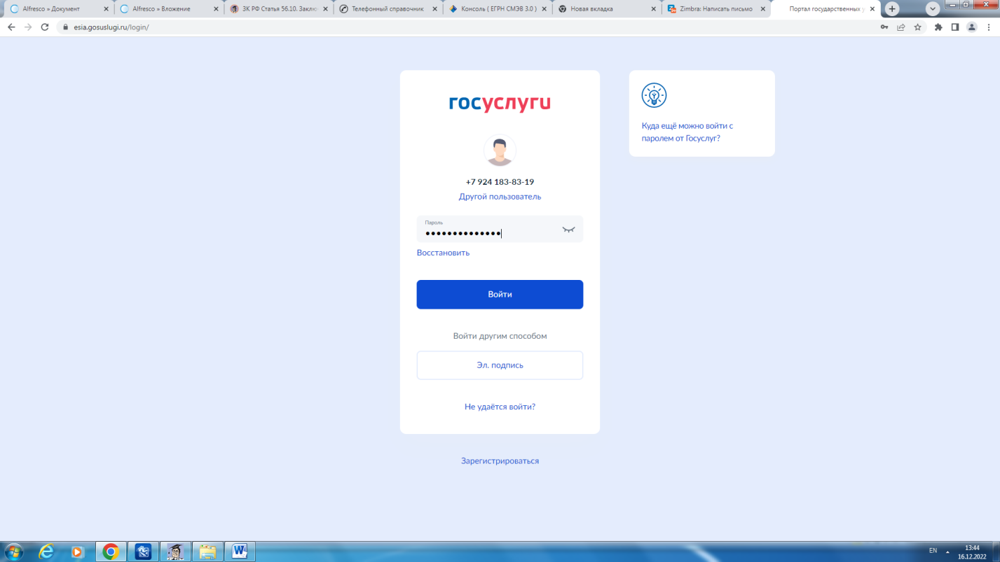 Alfresco » Документ
Alfresco » Вложение
ЗК РФ Статья 56.10. Заклю
Телефонный справочник
Консоль ( ЕГРН СМЭВ 3.0 )
Новая вкладка
Zimbra: Написать письмо
Портал государственных у
esia.gosuslugi.ru/login/
госуслуги
+7 924 183-83-19
Другой пользователь
Пароль
••••••••••••••
Восстановить
Войти
Войти другим способом
Эл. подпись
Не удаётся войти?
Зарегистрироваться
Куда ещё можно войти с
паролем от Госуслуг?
EN
13:44
16.12.2022